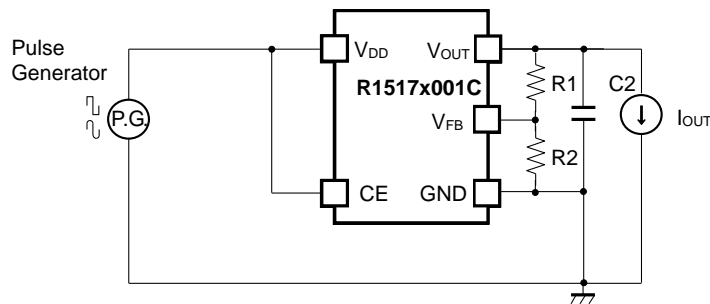 Pulse
Generator
P.G.
VDD
VOUT
R1517x001C
VFB
CE
GND
R1
R2
C2
IOUT